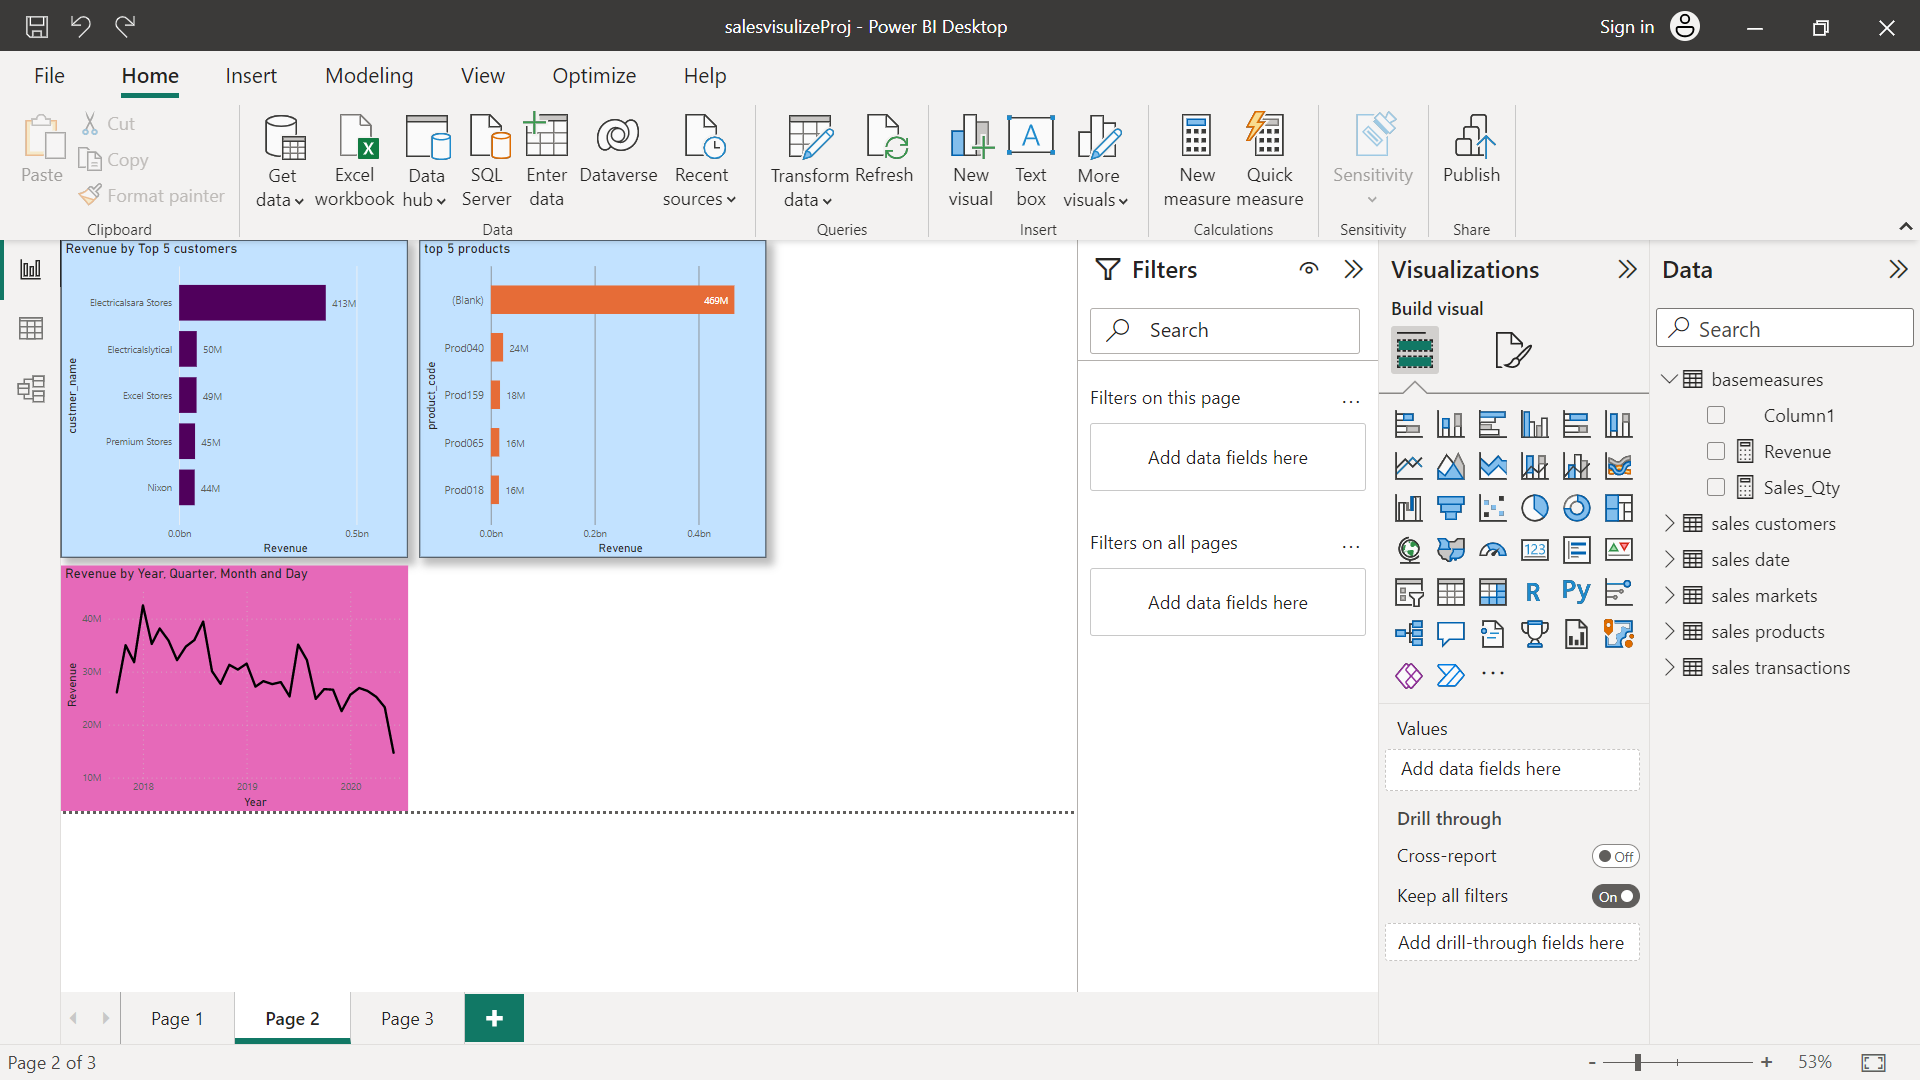 salesvisulizeProj - Power BI Desktop
Sign in
File
Home
Insert
Modeling
View
Optimize
Help
Paste
Cut
Copy
Format painter
Clipboard
Get data
Excel workbook
Data hub
SQL Server
Enter data
Dataverse
Recent sources
Data
Transform data
Refresh
Queries
New visual
Text box
More visuals
Insert
New measure
Quick measure
Calculations
Sensitivity
Sensitivity
Publish
Share
Revenue by Top 5 customers
custmer_name
Electricalsara Stores
413M
Electricalslytical
50M
Excel Stores
49M
Premium Stores
45M
Nixon
44M
0.0bn
0.5bn
Revenue
top 5 products
product_code
(Blank)
469M
Prod040
24M
Prod159
18M
Prod065
16M
Prod018
16M
0.0bn
0.2bn
0.4bn
Revenue
Revenue by Year, Quarter, Month and Day
Revenue
40M
30M
20M
10M
2018
2019
2020
Year
Filters
Search
Filters on this page
...
Add data fields here
Filters on all pages
...
Add data fields here
Visualizations
Build visual
123
R
Py
...
Values
Add data fields here
Drill through
Cross-report
Off
Keep all filters
On
Add drill-through fields here
Data
Search
basemeasures
Column1
Revenue
Sales_Qty
sales customers
sales date
sales markets
sales products
sales transactions
Page 1
Page 2
Page 3
+
Page 2 of 3
-
+
53%